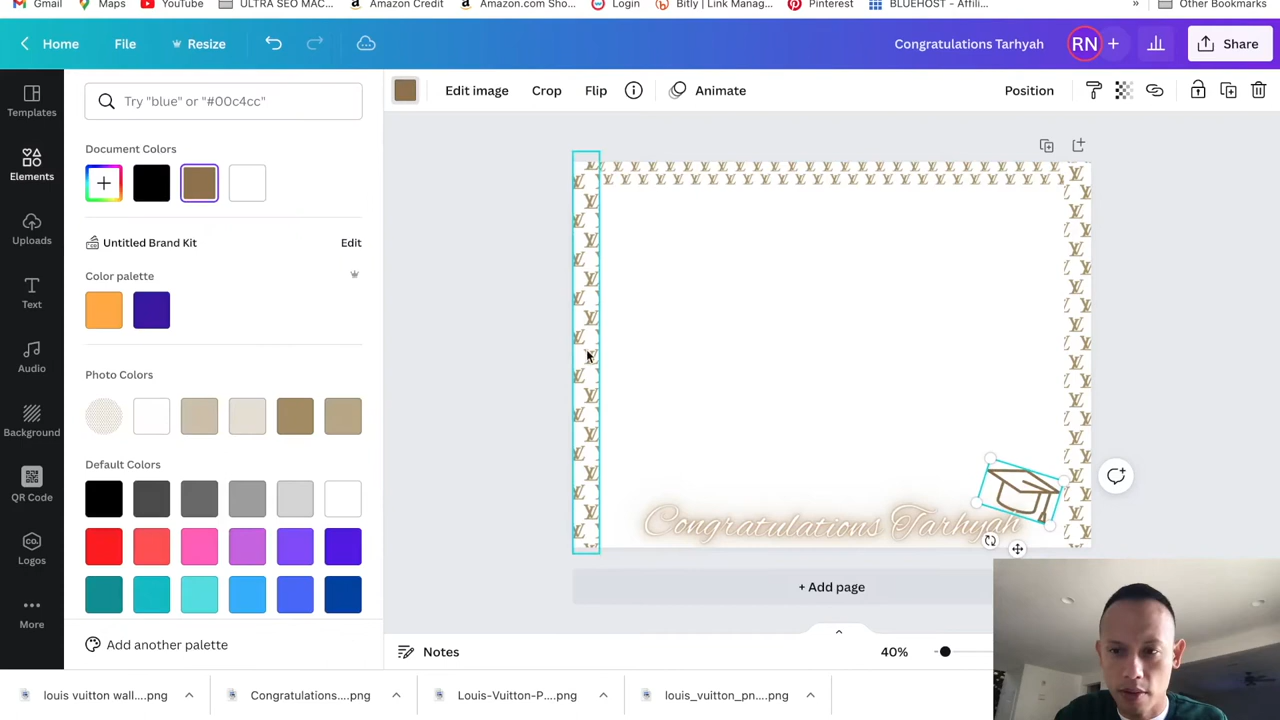 Gmail Maps YouTube ULTRA SEO MAC... Amazon Credit Amazon.com Sho... Login Bitly | Link Manag... Pinterest BLUEHOST - Affili... » Other Bookmarks
Home File Resize Congratulations Tarhyah RN + Share
Templates
Elements
Uploads
Text
Audio
Background
QR Code
Logos
More
Try "blue" or "#00c4cc"
Document Colors
Untitled Brand Kit Edit
Color palette
Photo Colors
Default Colors
Add another palette
Edit image Crop Flip Animate Position
Congratulations Tarhyah
+ Add page
Notes 40%
louis vuitton wall....png Congratulations....png Louis-Vuitton-P....png louis_vuitton_pn....png